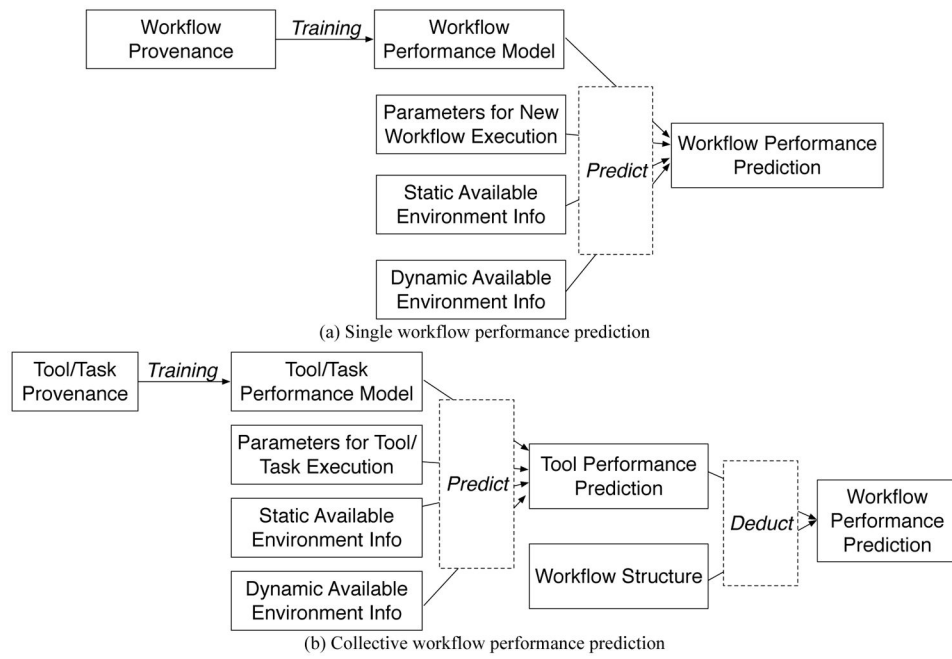 Workflow
Provenance
Training
Workflow
Performance Model
Parameters for New
Workflow Execution
Static Available
Environment Info
Dynamic Available
Environment Info
Predict
Workflow Performance
Prediction
(a) Single workflow performance prediction
Tool/Task
Provenance
Training
Tool/Task
Performance Model
Parameters for Tool/
Task Execution
Static Available
Environment Info
Dynamic Available
Environment Info
Predict
Tool Performance
Prediction
Workflow Structure
Deduct
Workflow
Performance
Prediction
(b) Collective workflow performance prediction